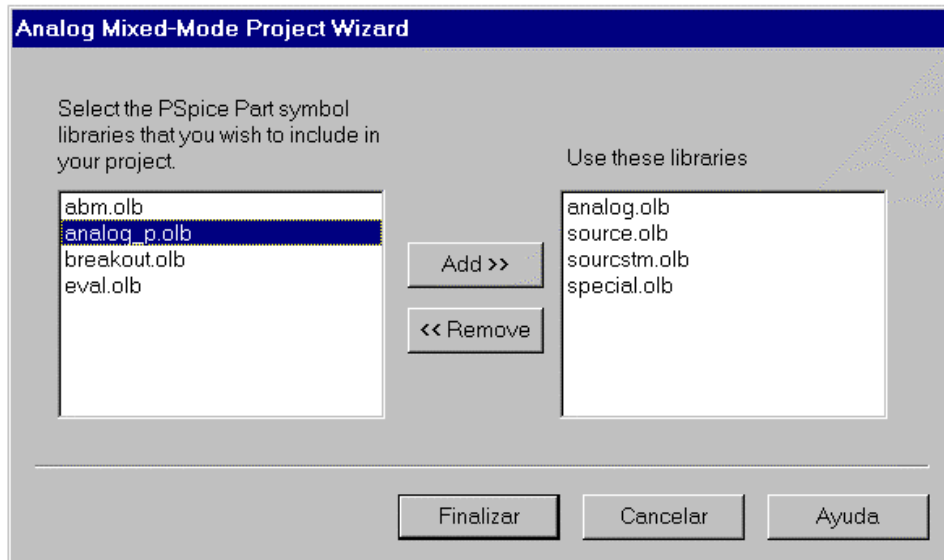 Analog Mixed-Mode Project Wizard
Select the PSpice Part symbol
libraries that you wish to include in
your project.
abm.olb
analog_p.olb
breakout.olb
eval.olb
Add >>
<< Remove
Use these libraries
analog.olb
source.olb
sourcstm.olb
special.olb
Finalizar
Cancelar
Ayuda